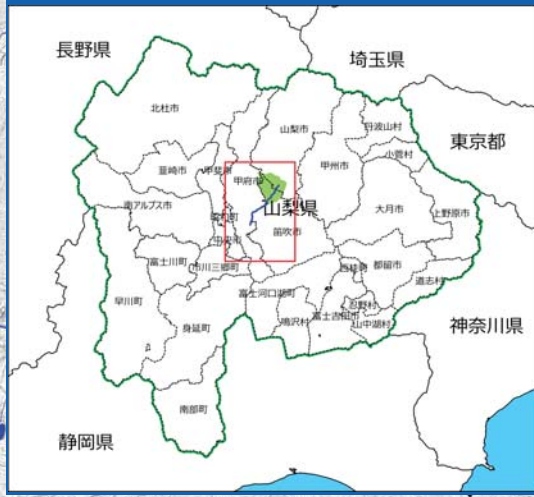 長野県
埼玉県
北杜市
山梨市
丹波山村
小菅村
東京都
韮崎市
甲斐市
甲府市
甲州市
南アルプス市
昭和町
山梨県
大月市
上野原市
中央市
笛吹市
富士川町
市川三郷町
西桂町
都留市
道志村
早川町
富士河口湖町
忍野村
鳴沢村
富士吉田市
山中湖村
身延町
神奈川県
南部町
静岡県